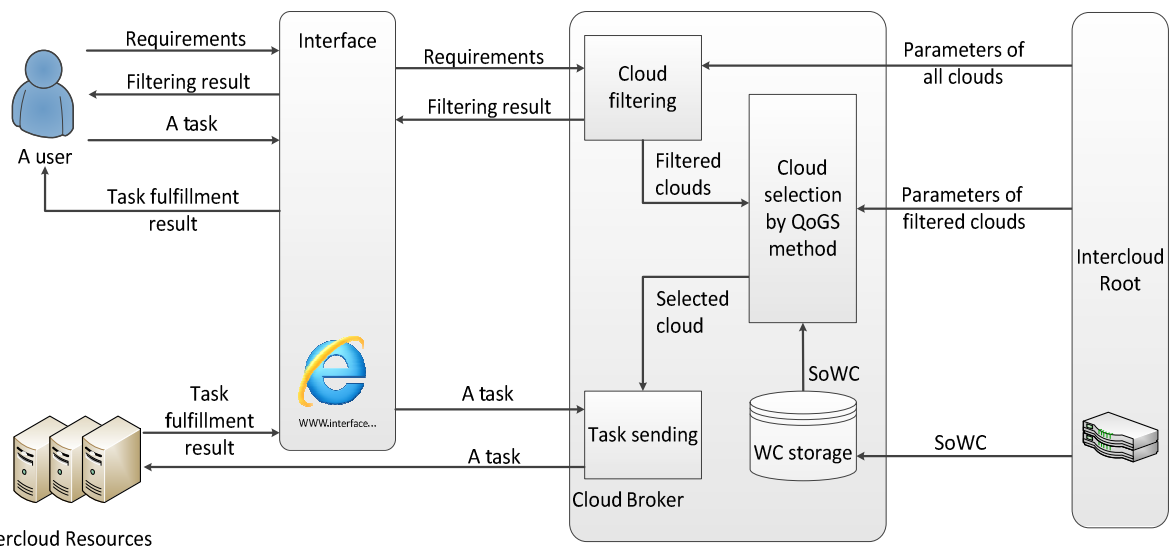 Requirements
Filtering result
A task
A user
Task fulfillment
result
Interface
WWW.interface...
Requirements
Filtering result
Cloud
filtering
Parameters of
all clouds
Filtered
clouds
Cloud
selection
by QoGS
method
Parameters of
filtered clouds
Intercloud
Root
Selected
cloud
SoWC
Task
fulfillment
result
A task
Task sending
A task
WC storage
SoWC
Cloud Broker
ercloud Resources